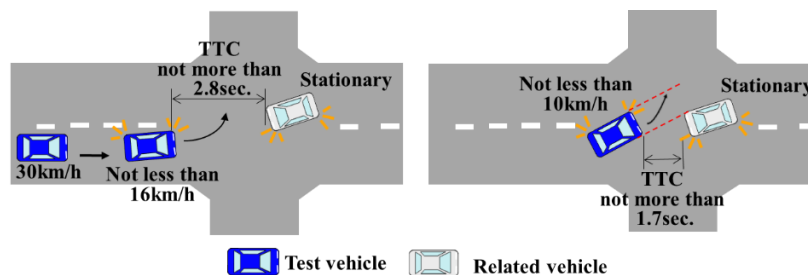 TTC
not more than
2.8sec.
Stationary
30km/h
Not less than
16km/h
Not less than
10km/h
Stationary
TTC
not more than
1.7sec.
Test vehicle
Related vehicle